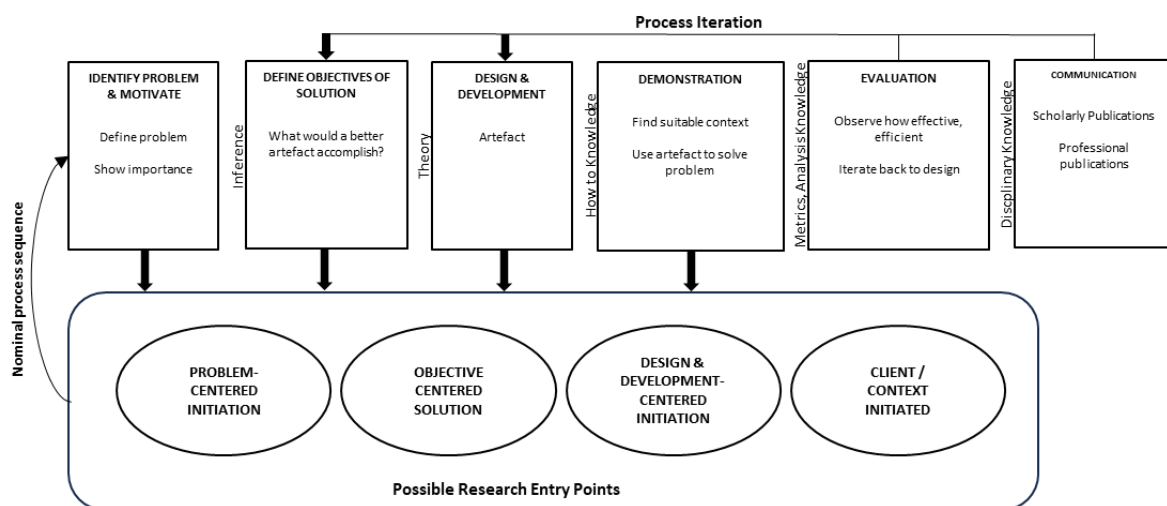 Process Iteration
IDENTIFY PROBLEM
& MOTIVATE
Define problem
Show importance
Inference
DEFINE OBJECTIVES OF
SOLUTION
What would a better
artefact accomplish?
Theory
DESIGN &
DEVELOPMENT
Artefact
How to Knowledge
DEMONSTRATION
Find suitable context
Use artefact to solve
problem
Metrics, Analysis Knowledge
EVALUATION
Observe how effective,
efficient
Iterate back to design
Discplinary Knowledge
COMMUNICATION
Scholarly Publications
Professional
publications
Nominal process sequence
PROBLEM-
CENTERED
INITIATION
OBJECTIVE
CENTERED
SOLUTION
DESIGN &
DEVELOPMENT-
CENTERED
INITIATION
CLIENT /
CONTEXT
INITIATED
Possible Research Entry Points